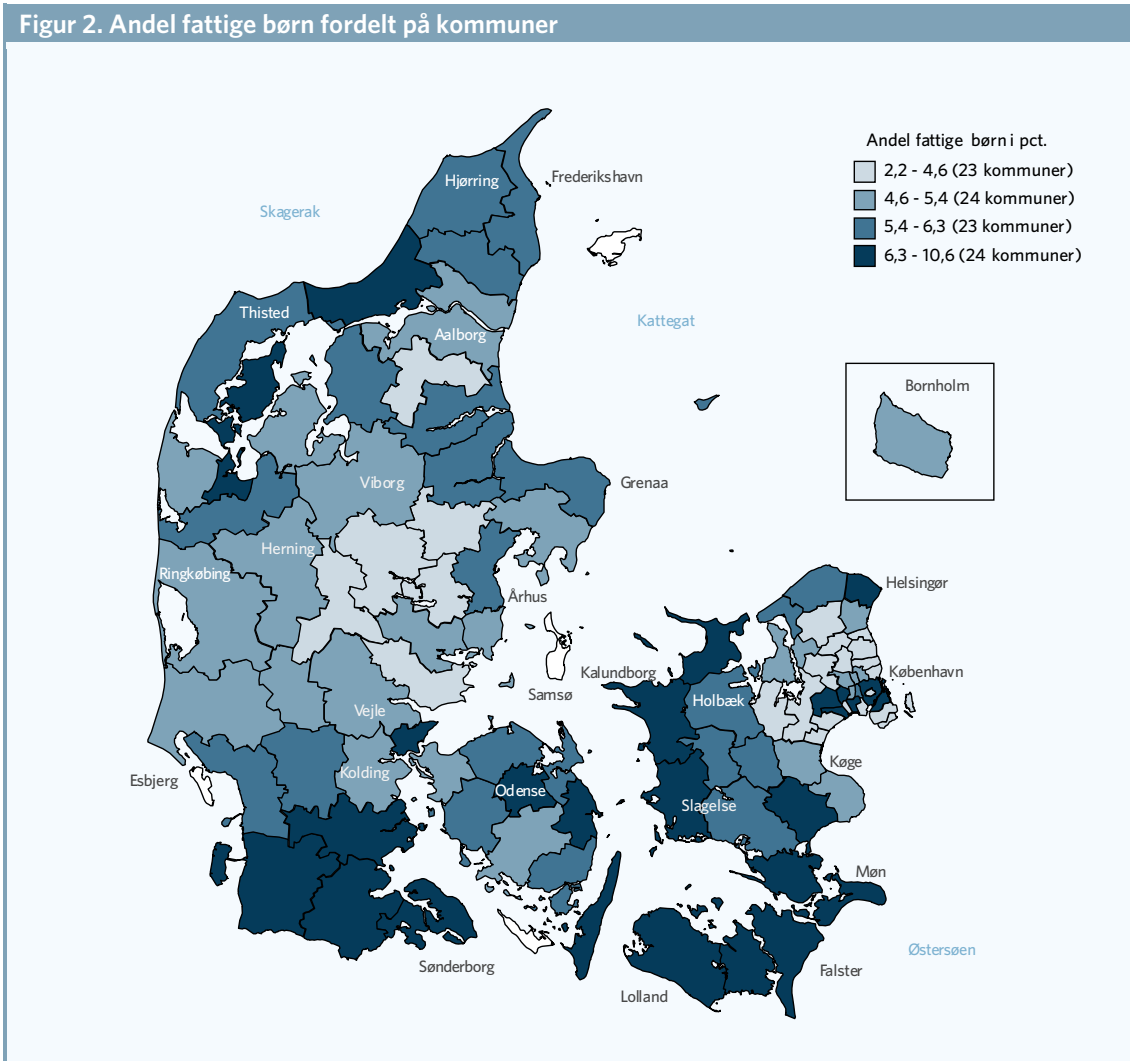 Figur 2. Andel fattige børn fordelt på kommuner
Andel fattige børn i pct.
2,2 - 4,6 (23 kommuner)
4,6 - 5,4 (24 kommuner)
5,4 - 6,3 (23 kommuner)
6,3 - 10,6 (24 kommuner)
Hjørring
Frederikshavn
Skagerak
Thisted
Kattegat
Aalborg
Bornholm
Viborg
Grenaa
Herning
Ringkøbing
Helsingør
Århus
Kalundborg
København
Samsø
Holbæk
Vejle
Køge
Esbjerg
Kolding
Odense
Slagelse
Møn
Østersøen
Sønderborg
Falster
Lolland